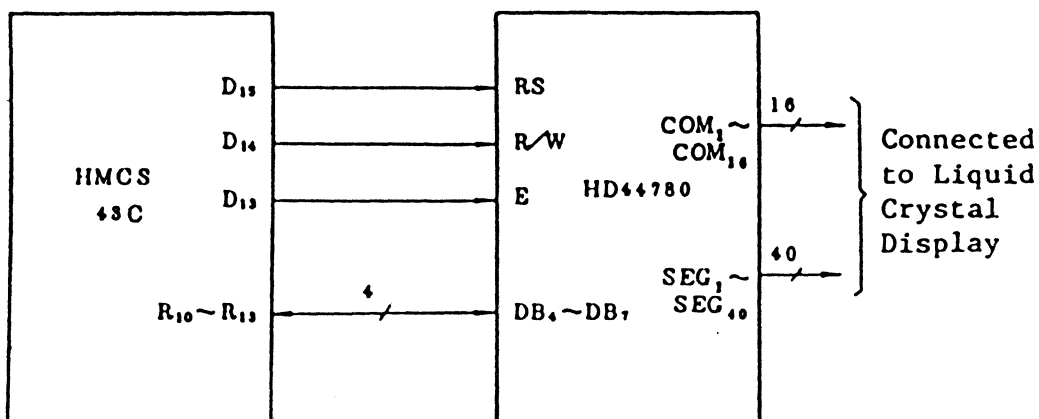 HMCS
43C
D₁₅
D₁₄
D₁₃
R₁₀~R₁₃
4
RS
R/W
E
DB₄~DB₇
HD44780
COM₁~
COM₁₆
SEG₁~
SEG₄₀
16
40
Connected
to Liquid
Crystal
Display